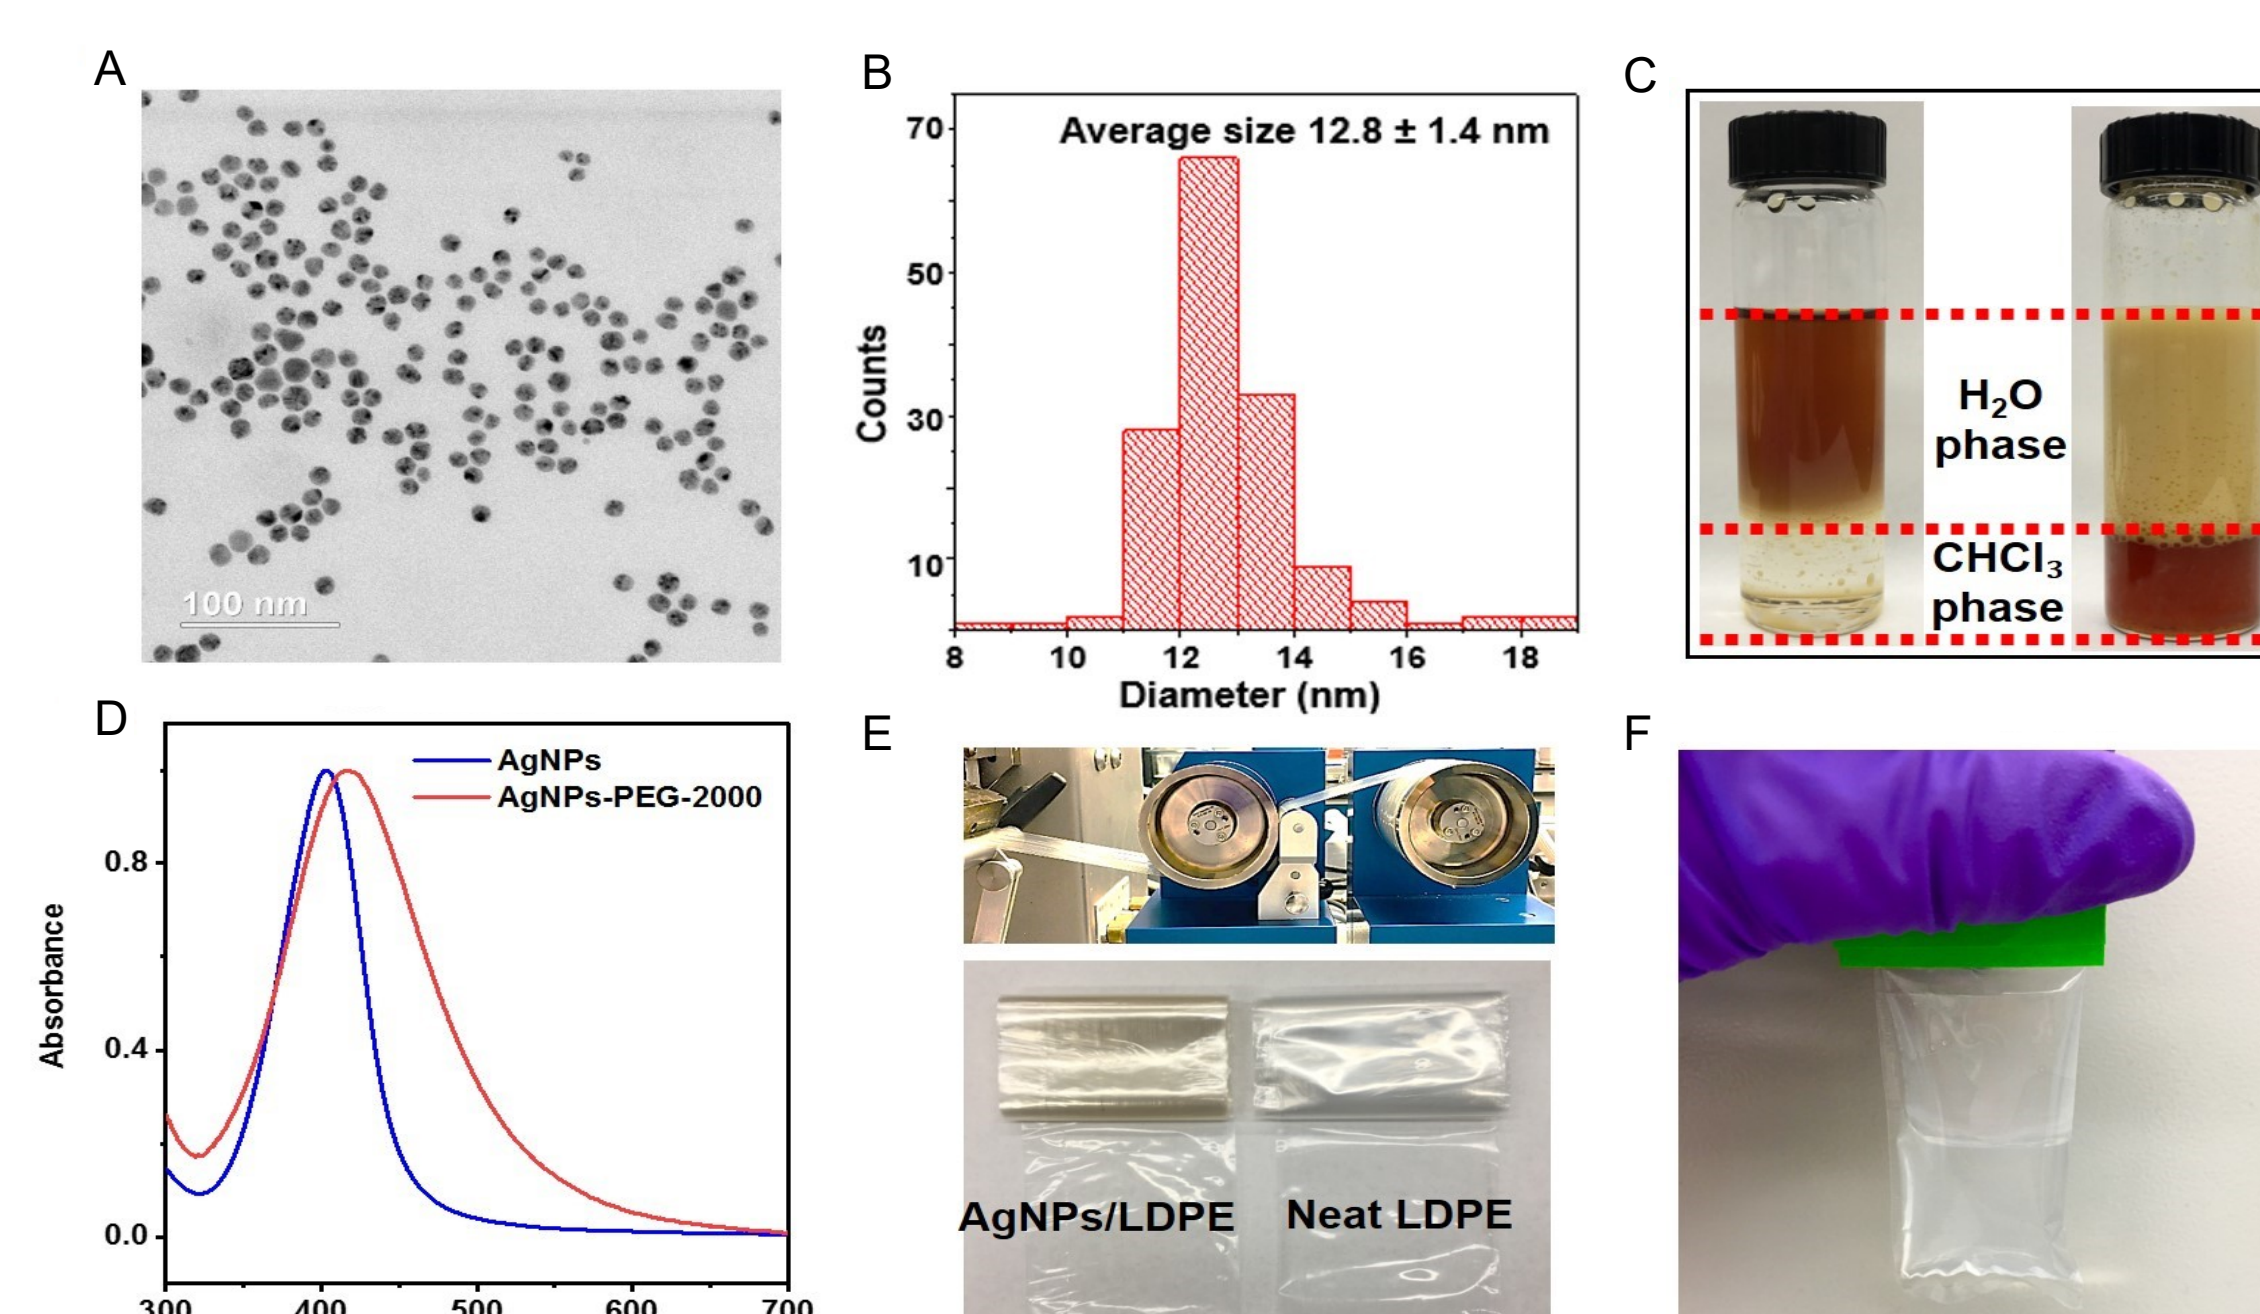 A
100 nm
B
Average size 12.8 ± 1.4 nm
70
50
30
10
Counts
8 10 12 14 16 18
Diameter (nm)
C
H₂O
phase
CHCl₃
phase
D
AgNPs
AgNPs-PEG-2000
0.8
0.4
0.0
Absorbance
300 400 500 600 700
E
AgNPs/LDPE
Neat LDPE
F